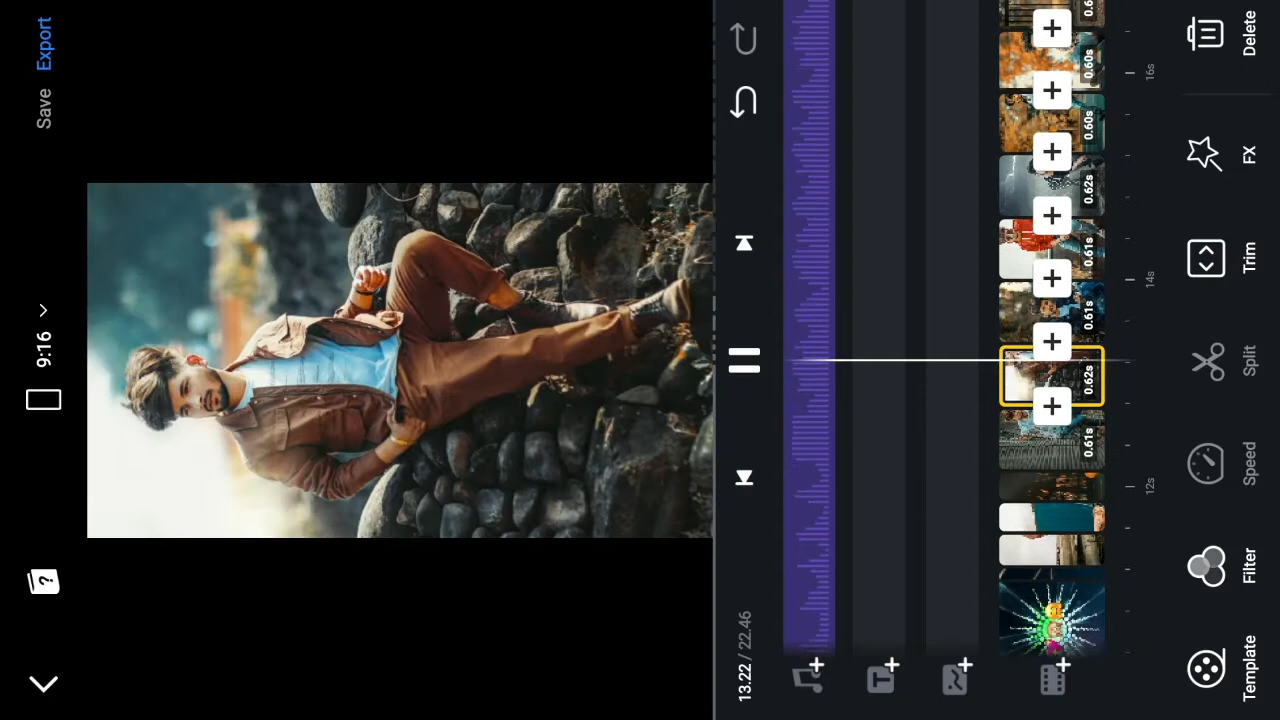 9:16
Save
Export
?
13.22 / 22.46
12s
14s
16s
0.61s
0.62s
0.61s
0.61s
0.62s
0.60s
0.60s
Template
Filter
Speed
Split
Trim
FX
Delete